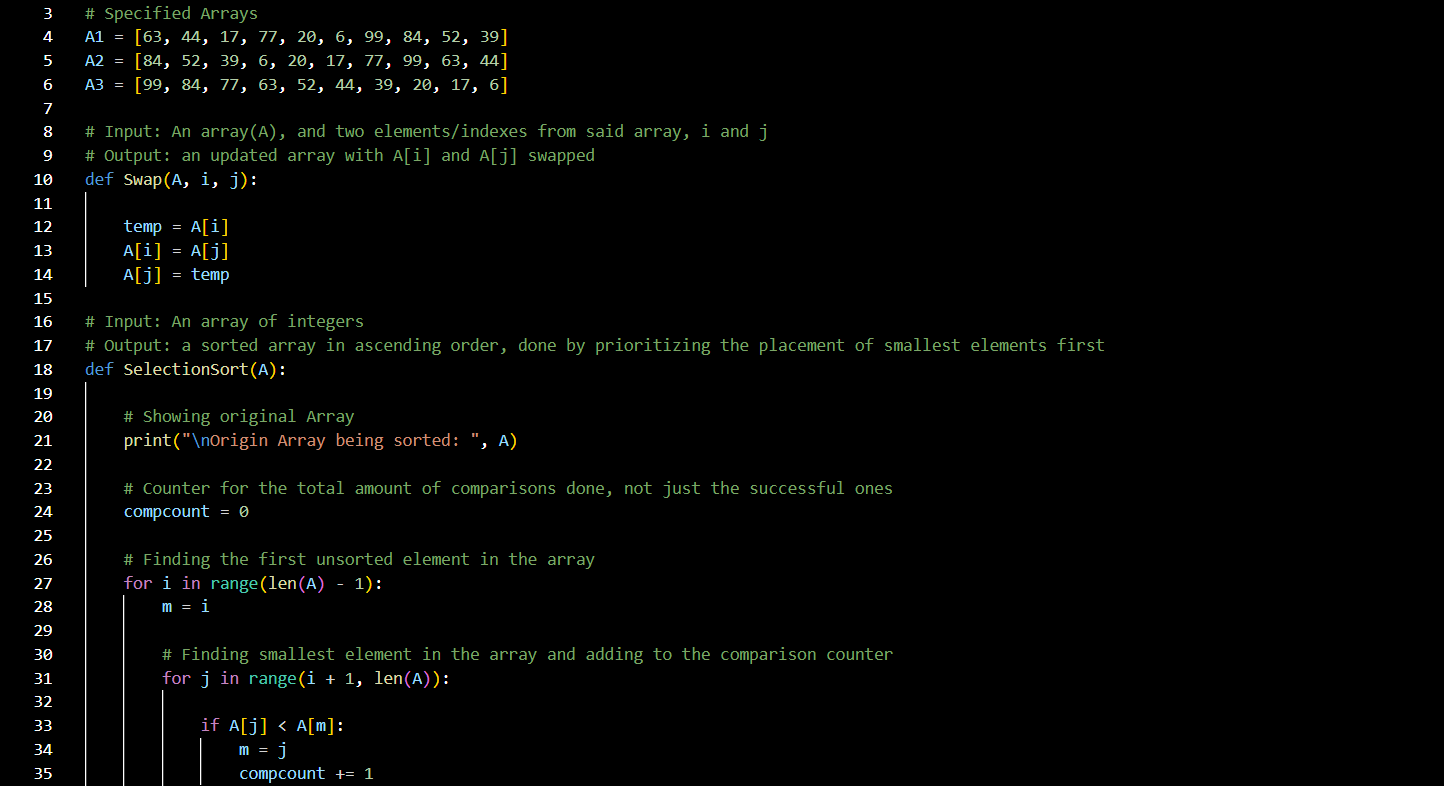 3 # Specified Arrays
4 A1 = [63, 44, 17, 77, 20, 6, 99, 84, 52, 39]
5 A2 = [84, 52, 39, 6, 20, 17, 77, 99, 63, 44]
6 A3 = [99, 84, 77, 63, 52, 44, 39, 20, 17, 6]
7
8 # Input: An array(A), and two elements/indexes from said array, i and j
9 # Output: an updated array with A[i] and A[j] swapped
10 def Swap(A, i, j):
11
12     temp = A[i]
13     A[i] = A[j]
14     A[j] = temp
15
16 # Input: An array of integers
17 # Output: a sorted array in ascending order, done by prioritizing the placement of smallest elements first
18 def SelectionSort(A):
19
20     # Showing original Array
21     print("\nOrigin Array being sorted: ", A)
22
23     # Counter for the total amount of comparisons done, not just the successful ones
24     compcount = 0
25
26     # Finding the first unsorted element in the array
27     for i in range(len(A) - 1):
28         m = i
29
30         # Finding smallest element in the array and adding to the comparison counter
31         for j in range(i + 1, len(A)):
32
33             if A[j] < A[m]:
34                 m = j
35                 compcount += 1